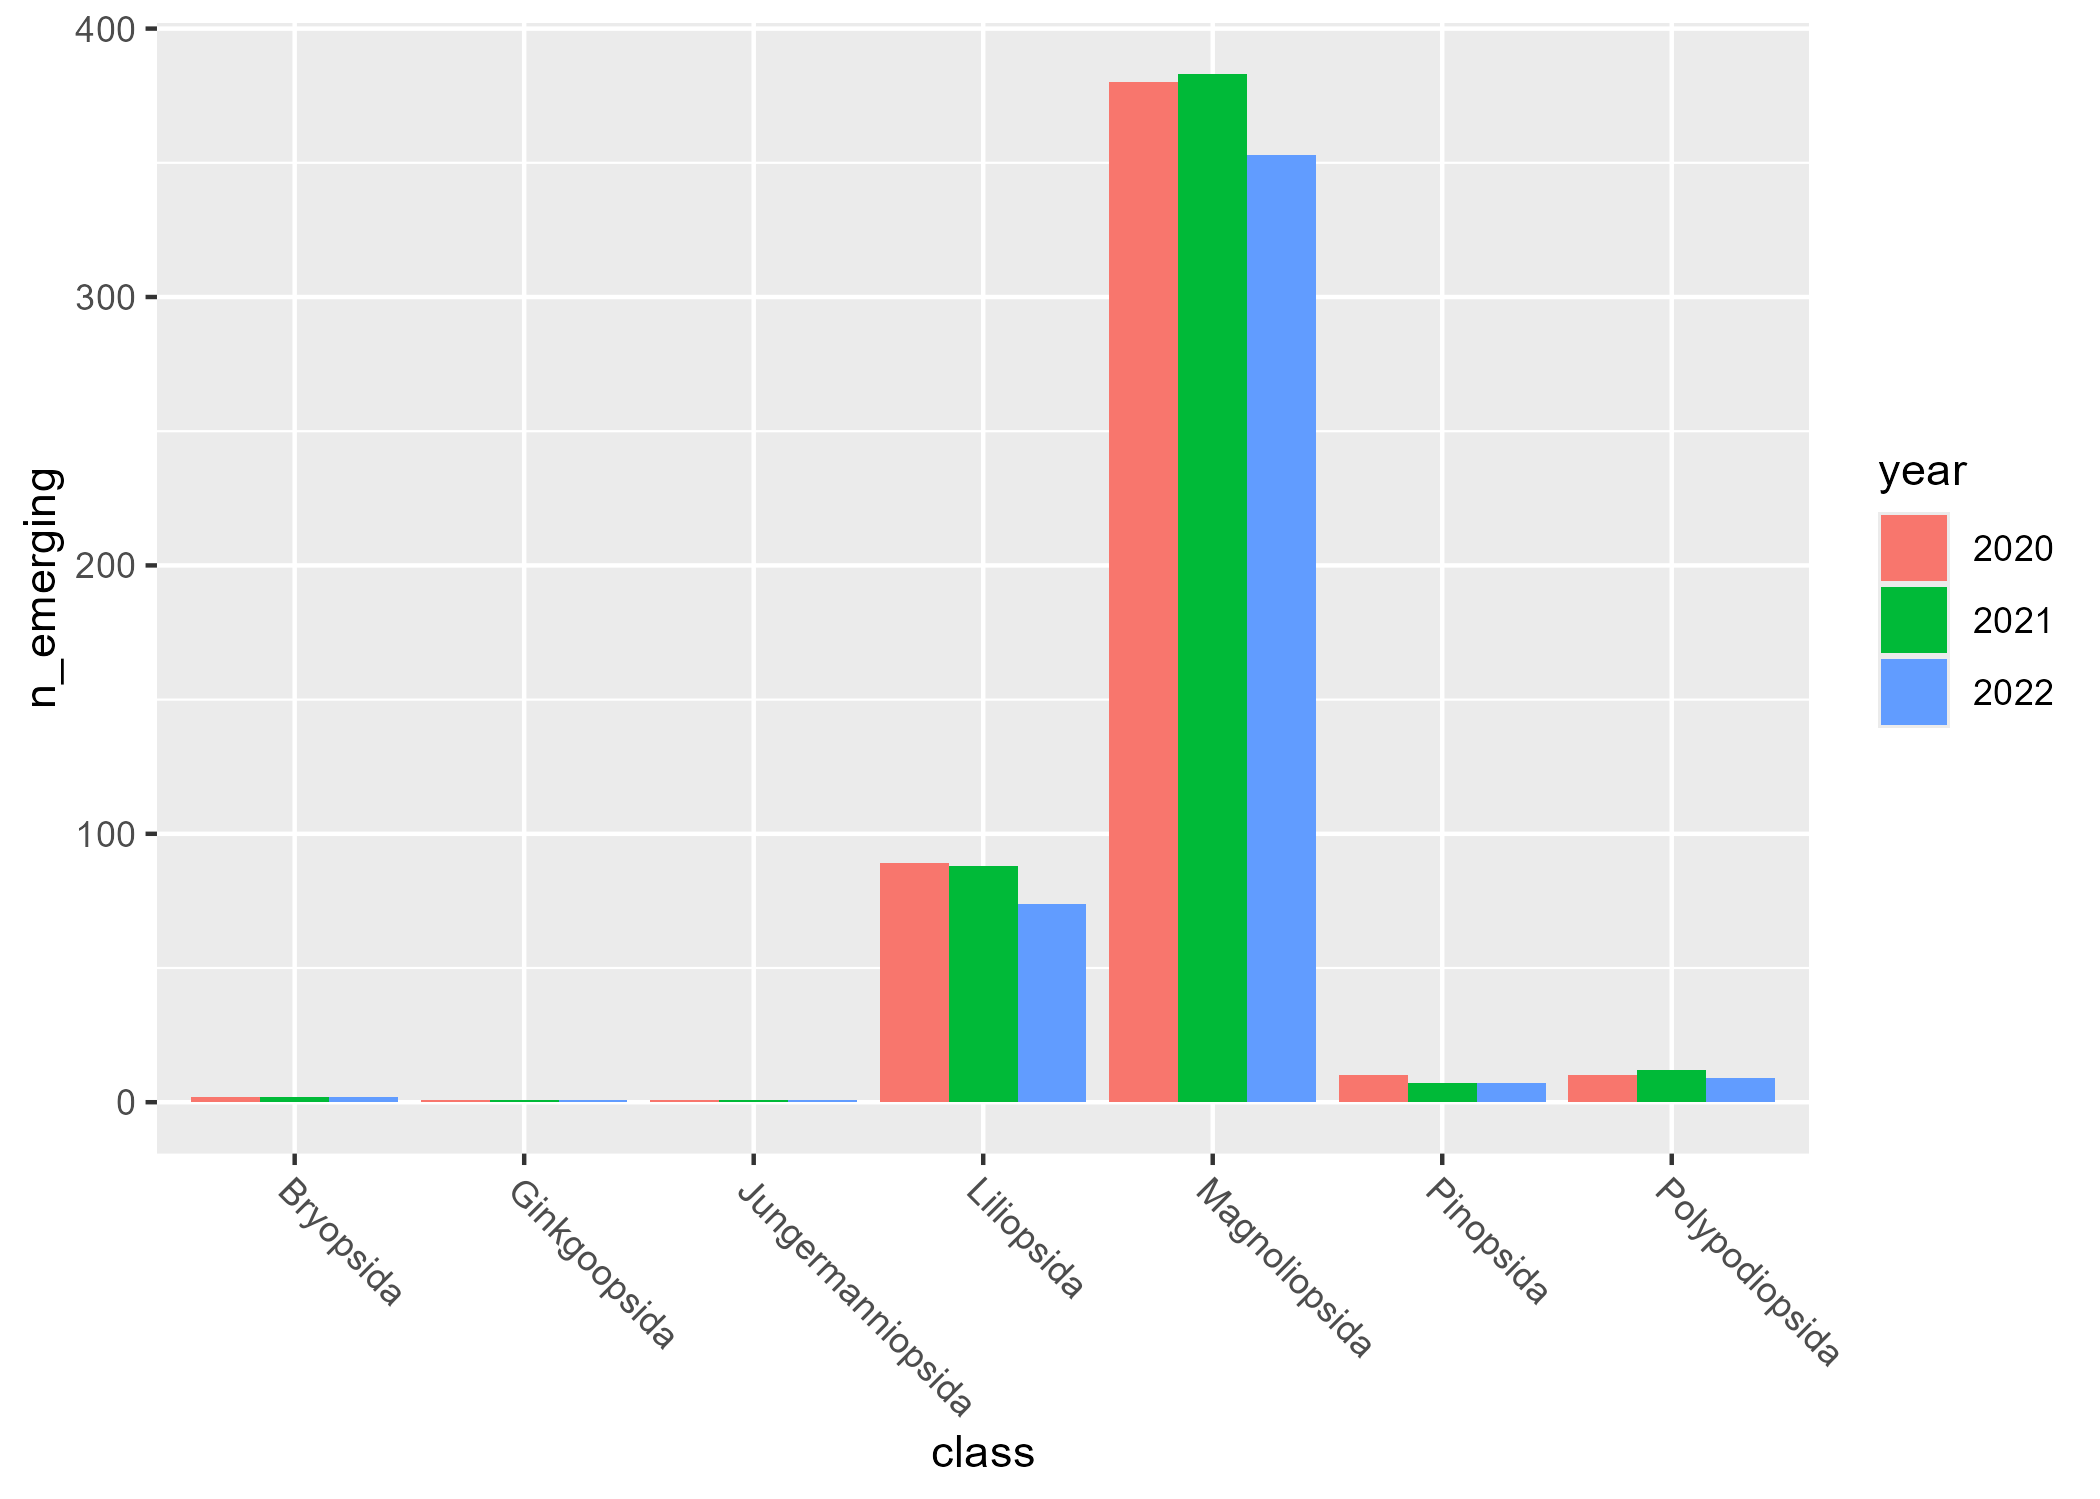 400
300
200
100
0
n_emerging
Bryopsida
Ginkgoopsida
Jungermanniopsida
Liliopsida
Magnoliopsida
Pinopsida
Polypodiopsida
class
year
2020
2021
2022